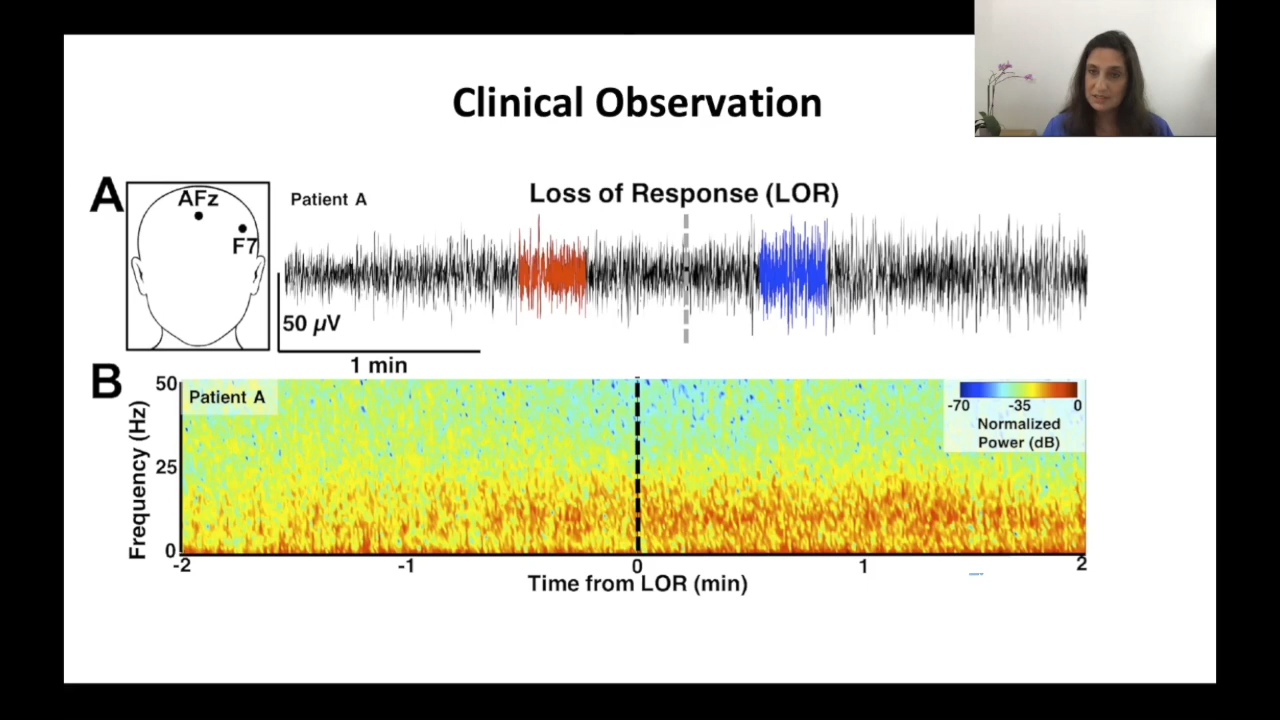 Clinical Observation
A
AFz
F7
Patient A
Loss of Response (LOR)
50 µV
1 min
B
50
25
0
Frequency (Hz)
Patient A
-70 -35 0
Normalized
Power (dB)
-2 -1 0 1 2
Time from LOR (min)